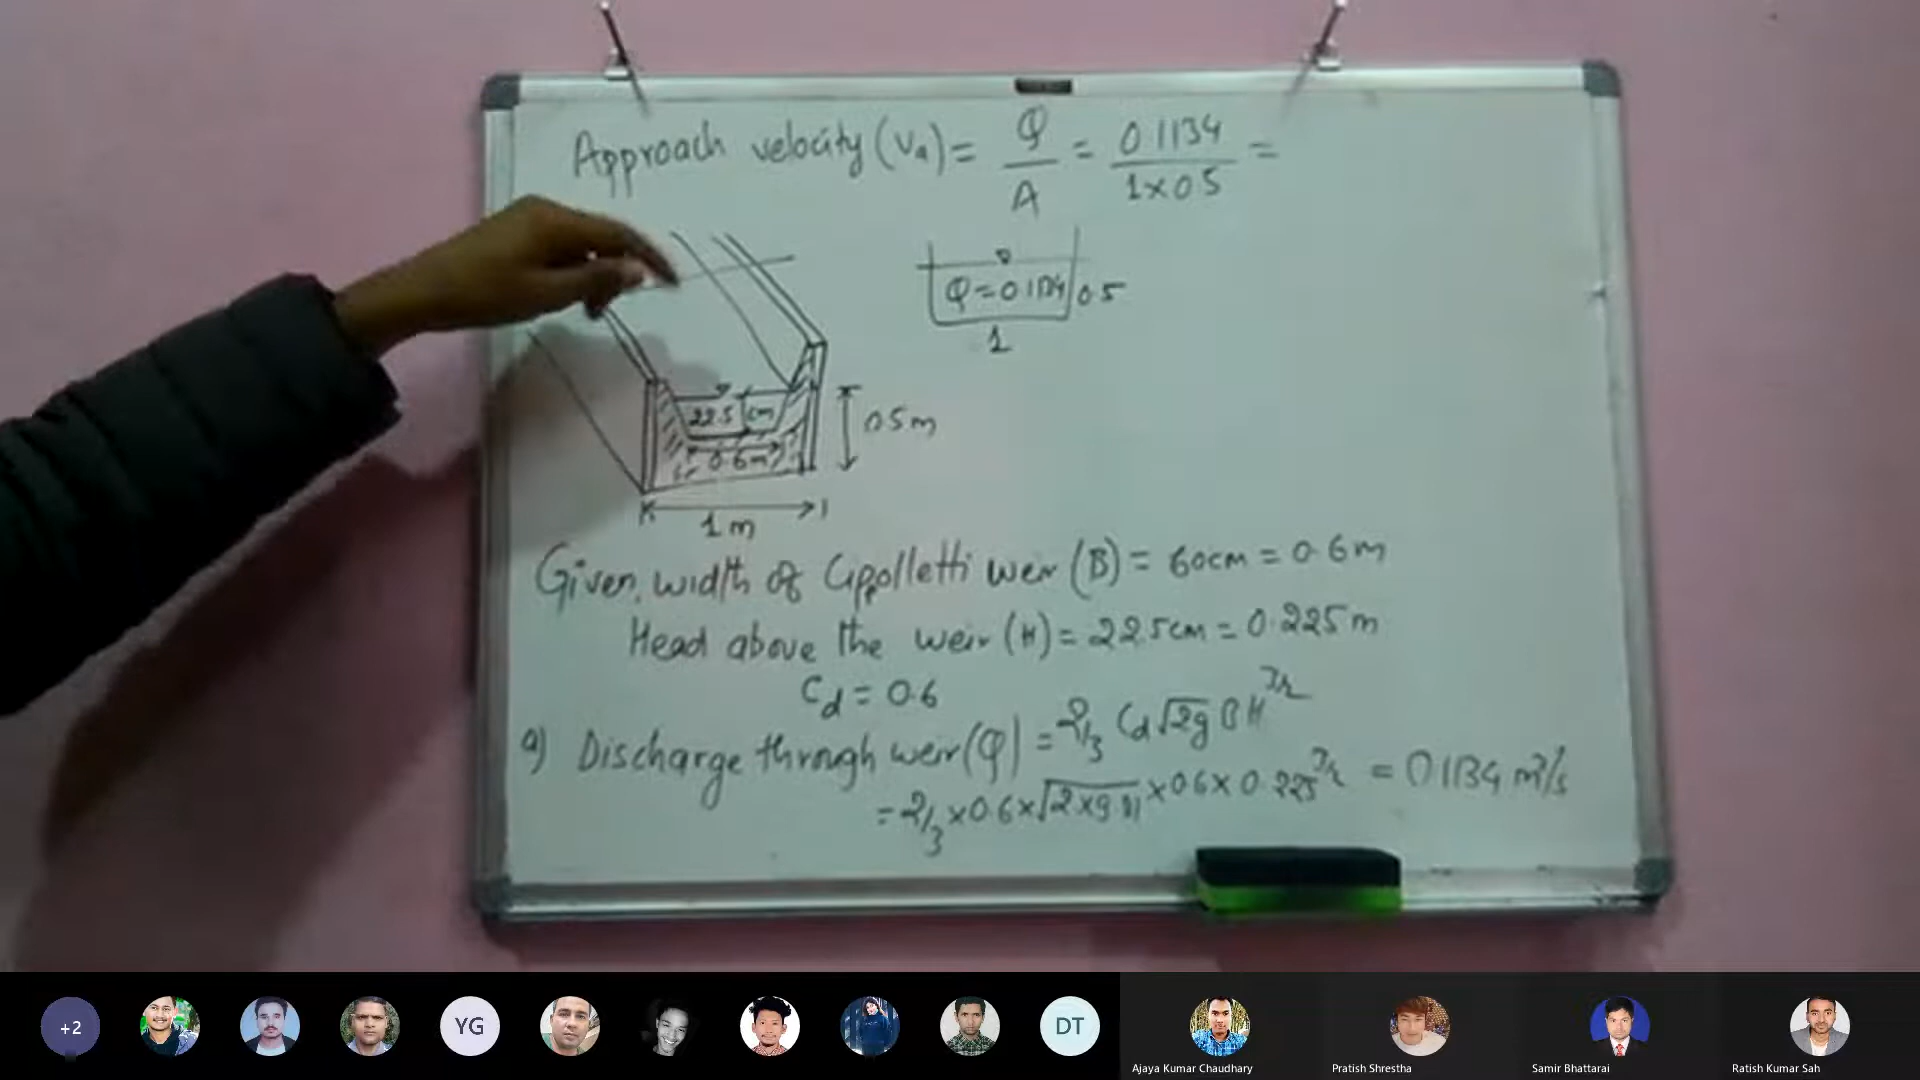 Approach velocity (Va) = Q/A = 0.1134/1×0.5 =
Q=0.1134 0.5
1
22.5 cm
0.6m
0.5m
1m
Given, width of Cippolletti weir (B) = 60cm = 0.6m
Head above the weir (H) = 22.5cm = 0.225m
Cd = 0.6
a) Discharge through weir (Q) = 2/3 Cd √2g B H^3/2
= 2/3 × 0.6 × √2×9.81 × 0.6 × 0.225^3/2 = 0.1134 m³/s
+2 YG DT
Ajaya Kumar Chaudhary Pratish Shrestha Samir Bhattarai Ratish Kumar Sah